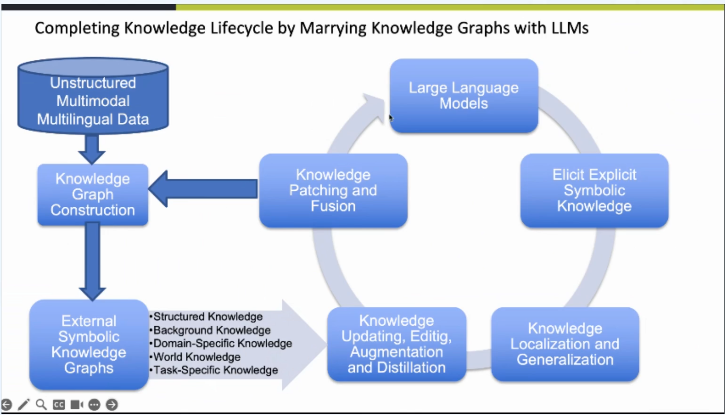 Completing Knowledge Lifecycle by Marrying Knowledge Graphs with LLMs
Unstructured
Multimodal
Multilingual Data
Large Language
Models
Knowledge
Graph
Construction
Knowledge
Patching and
Fusion
Elicit Explicit
Symbolic
Knowledge
External
Symbolic
Knowledge
Graphs
•Structured Knowledge
•Background Knowledge
•Domain-Specific Knowledge
•World Knowledge
•Task-Specific Knowledge
Knowledge
Updating, Editig,
Augmentation
and Distillation
Knowledge
Localization and
Generalization
CC